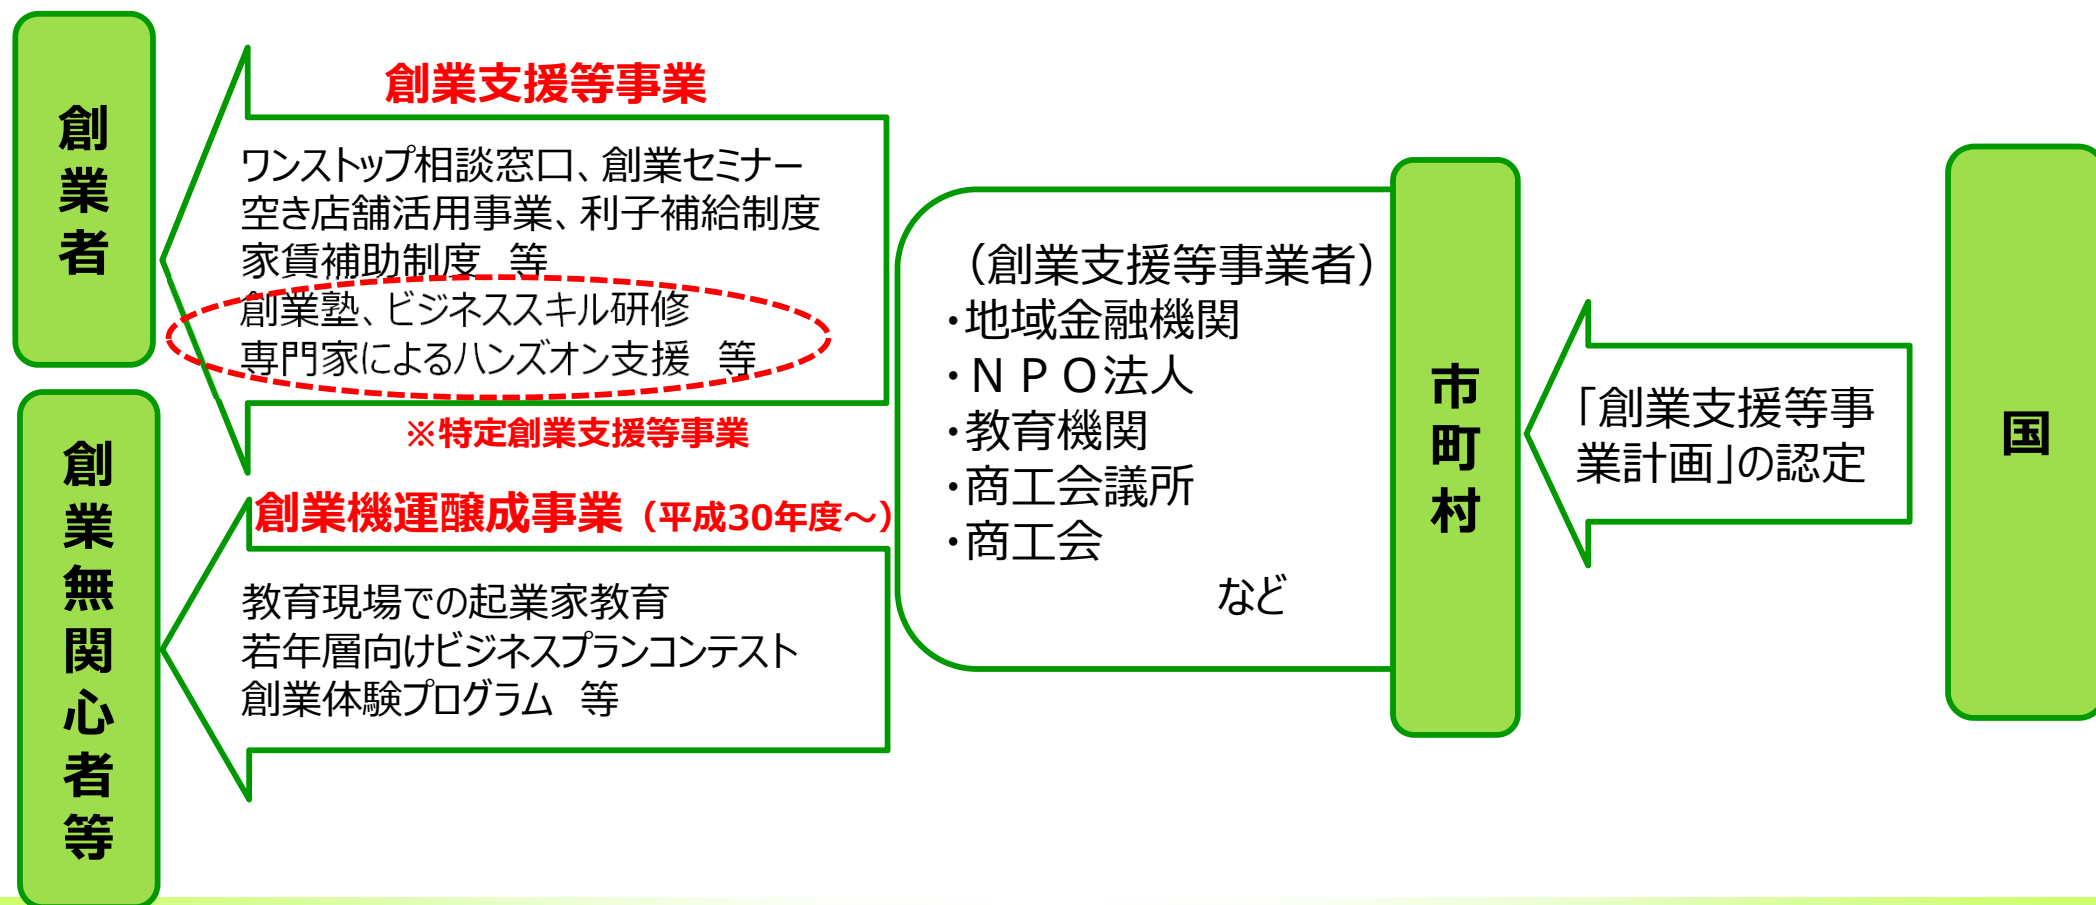 創業者
創業支援等事業
ワンストップ相談窓口、創業セミナー
空き店舗活用事業、利子補給制度
家賃補助制度　等
創業塾、ビジネススキル研修
専門家によるハンズオン支援　等
※特定創業支援等事業
創業無関心者等
創業機運醸成事業（平成30年度～）
教育現場での起業家教育
若年層向けビジネスプランコンテスト
創業体験プログラム　等
（創業支援等事業者）
・地域金融機関
・ＮＰＯ法人
・教育機関
・商工会議所
・商工会
など
市町村
「創業支援等事
業計画」の認定
国